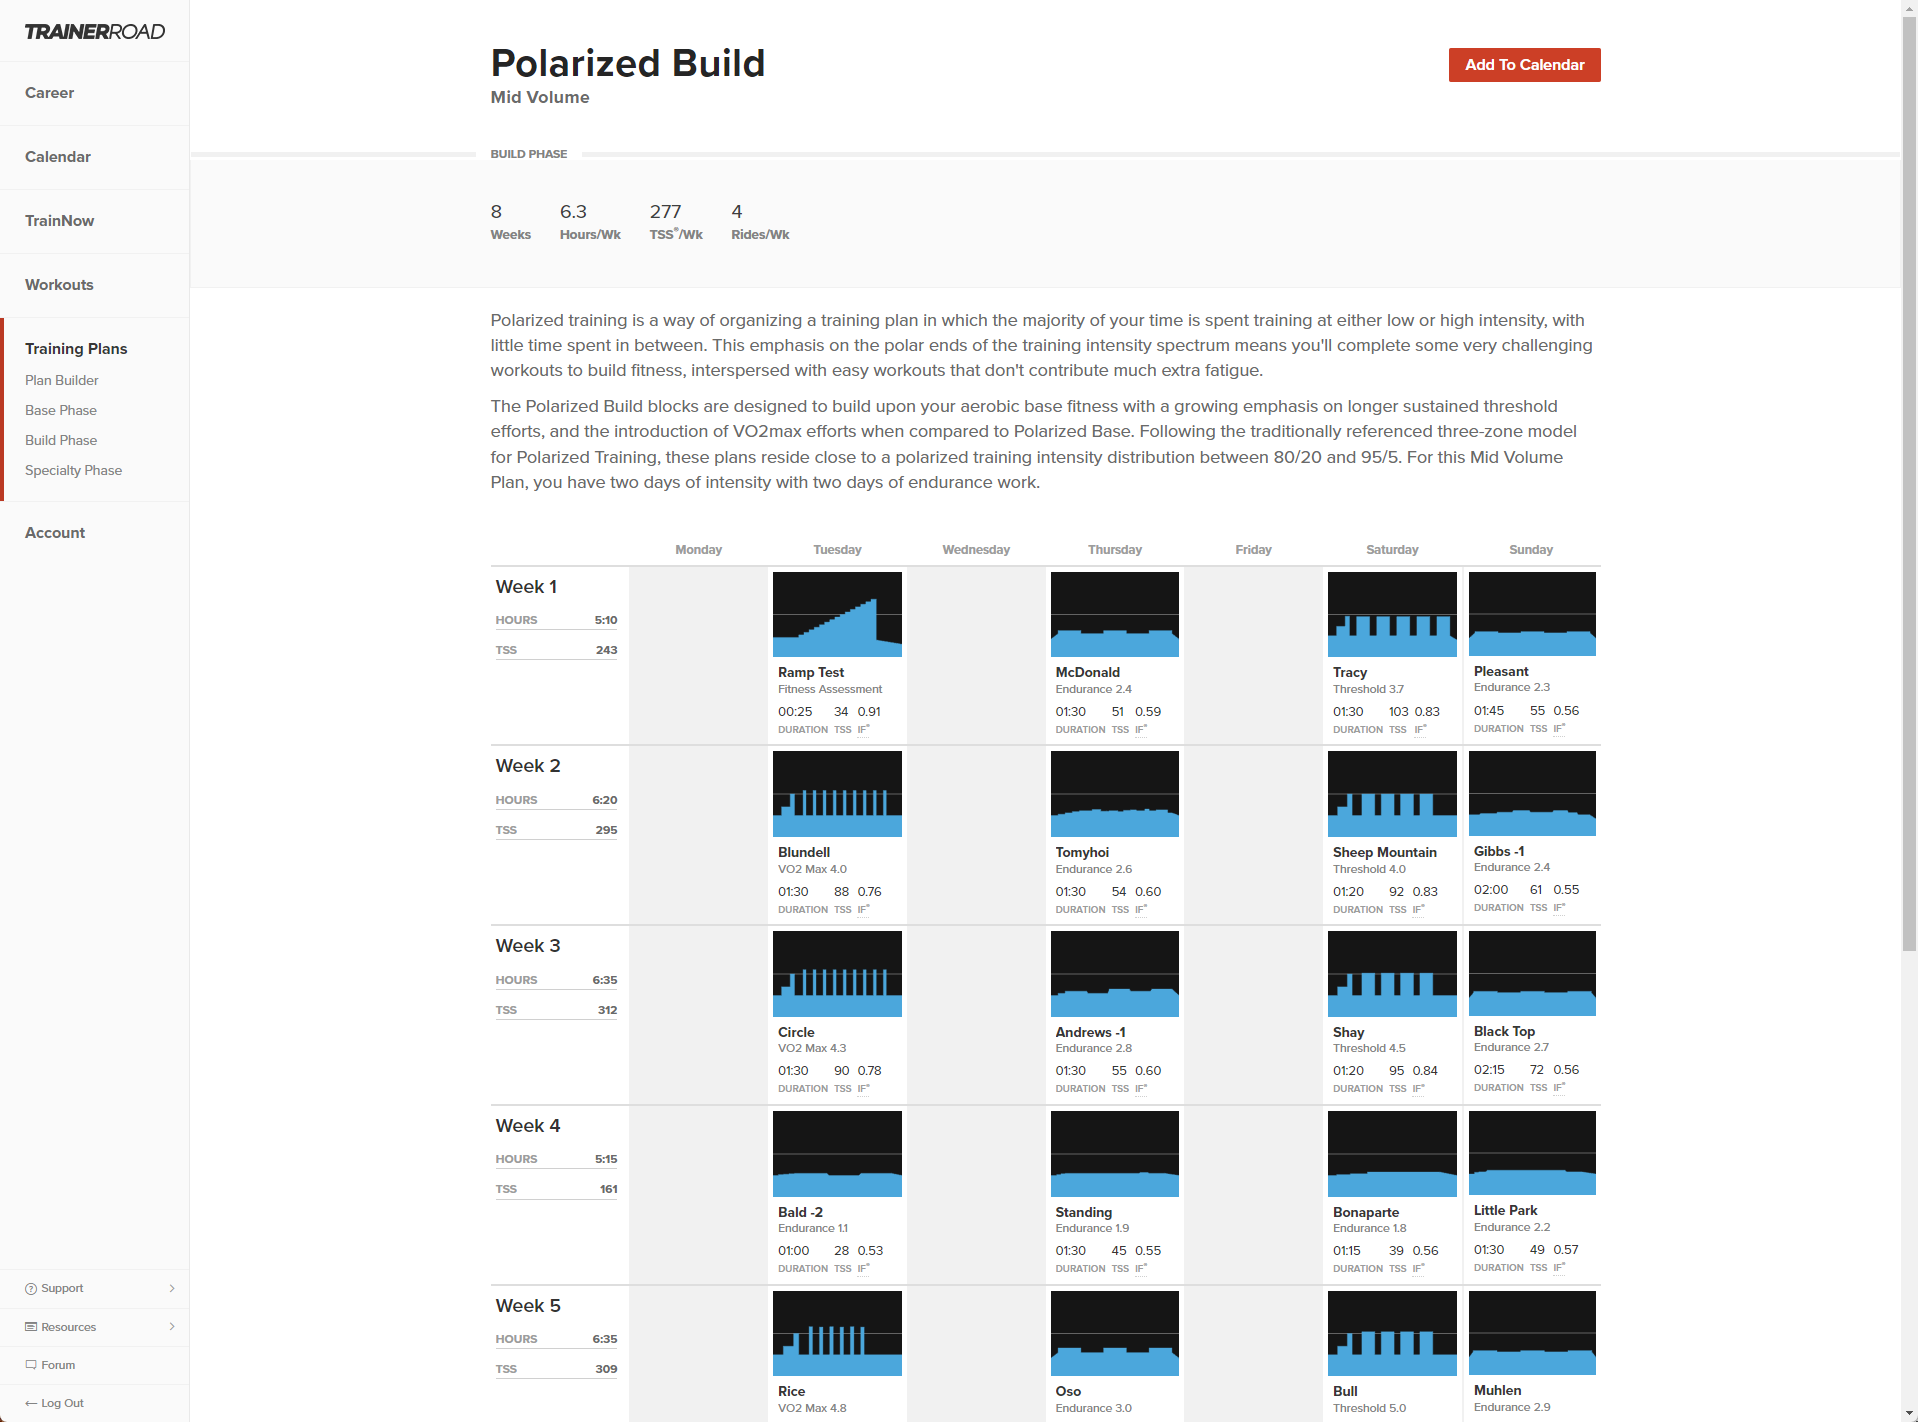 TRAINERROAD
Career
Calendar
TrainNow
Workouts
Training Plans
Plan Builder
Base Phase
Build Phase
Specialty Phase
Account
Support
Resources
Forum
Log Out
Polarized Build
Mid Volume
Add To Calendar
BUILD PHASE
8 6.3 277 4
Weeks Hours/Wk TSS®/Wk Rides/Wk
Polarized training is a way of organizing a training plan in which the majority of your time is spent training at either low or high intensity, with
little time spent in between. This emphasis on the polar ends of the training intensity spectrum means you'll complete some very challenging
workouts to build fitness, interspersed with easy workouts that don't contribute much extra fatigue.
The Polarized Build blocks are designed to build upon your aerobic base fitness with a growing emphasis on longer sustained threshold
efforts, and the introduction of VO2max efforts when compared to Polarized Base. Following the traditionally referenced three-zone model
for Polarized Training, these plans reside close to a polarized training intensity distribution between 80/20 and 95/5. For this Mid Volume
Plan, you have two days of intensity with two days of endurance work.
Monday Tuesday Wednesday Thursday Friday Saturday Sunday
Week 1
HOURS 5:10
TSS 243
Ramp Test
Fitness Assessment
00:25 34 0.91
DURATION TSS IF®
McDonald
Endurance 2.4
01:30 51 0.59
DURATION TSS IF®
Tracy
Threshold 3.7
01:30 103 0.83
DURATION TSS IF®
Pleasant
Endurance 2.3
01:45 55 0.56
DURATION TSS IF®
Week 2
HOURS 6:20
TSS 295
Blundell
VO2 Max 4.0
01:30 88 0.76
DURATION TSS IF®
Tomyhoi
Endurance 2.6
01:30 54 0.60
DURATION TSS IF®
Sheep Mountain
Threshold 4.0
01:20 92 0.83
DURATION TSS IF®
Gibbs -1
Endurance 2.4
02:00 61 0.55
DURATION TSS IF®
Week 3
HOURS 6:35
TSS 312
Circle
VO2 Max 4.3
01:30 90 0.78
DURATION TSS IF®
Andrews -1
Endurance 2.8
01:30 55 0.60
DURATION TSS IF®
Shay
Threshold 4.5
01:20 95 0.84
DURATION TSS IF®
Black Top
Endurance 2.7
02:15 72 0.56
DURATION TSS IF®
Week 4
HOURS 5:15
TSS 161
Bald -2
Endurance 1.1
01:00 28 0.53
DURATION TSS IF®
Standing
Endurance 1.9
01:30 45 0.55
DURATION TSS IF®
Bonaparte
Endurance 1.8
01:15 39 0.56
DURATION TSS IF®
Little Park
Endurance 2.2
01:30 49 0.57
DURATION TSS IF®
Week 5
HOURS 6:35
TSS 309
Rice
VO2 Max 4.8
Oso
Endurance 3.0
Bull
Threshold 5.0
Muhlen
Endurance 2.9